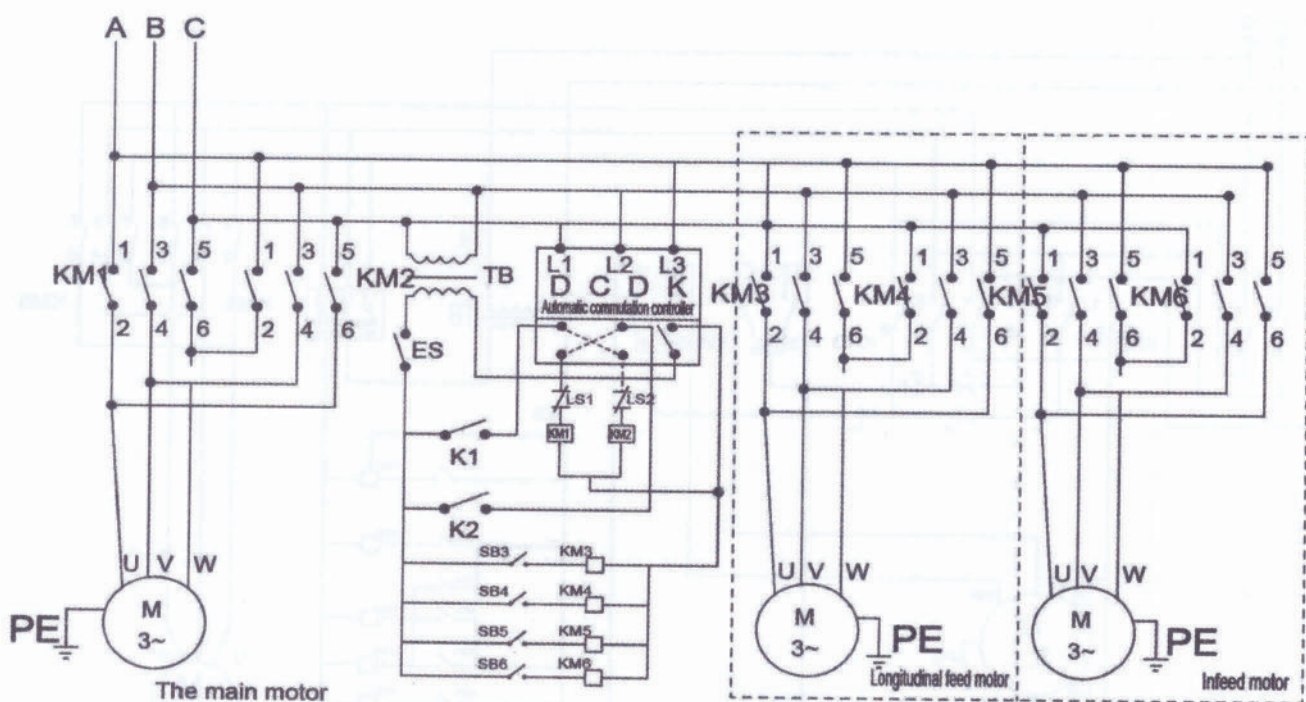 A B C
1 3 5 1 3 5
KM1
KM2
2 4 6 2 4 6
TB
ES
L1 L2 L3
D C D K
Automatic commutation controller
LS1 LS2
KM1 KM2
K1
K2
SB3 KM3
SB4 KM4
SB5 KM5
SB6 KM6
1 3 5 1 3 5 1 3 5 1 3 5
KM3 KM4 KM5 KM6
2 4 6 2 4 6 2 4 6 2 4 6
U V W
M
3~
PE
The main motor
U V W
M
3~
PE
Longitudinal feed motor
U V W
M
3~
PE
Infeed motor